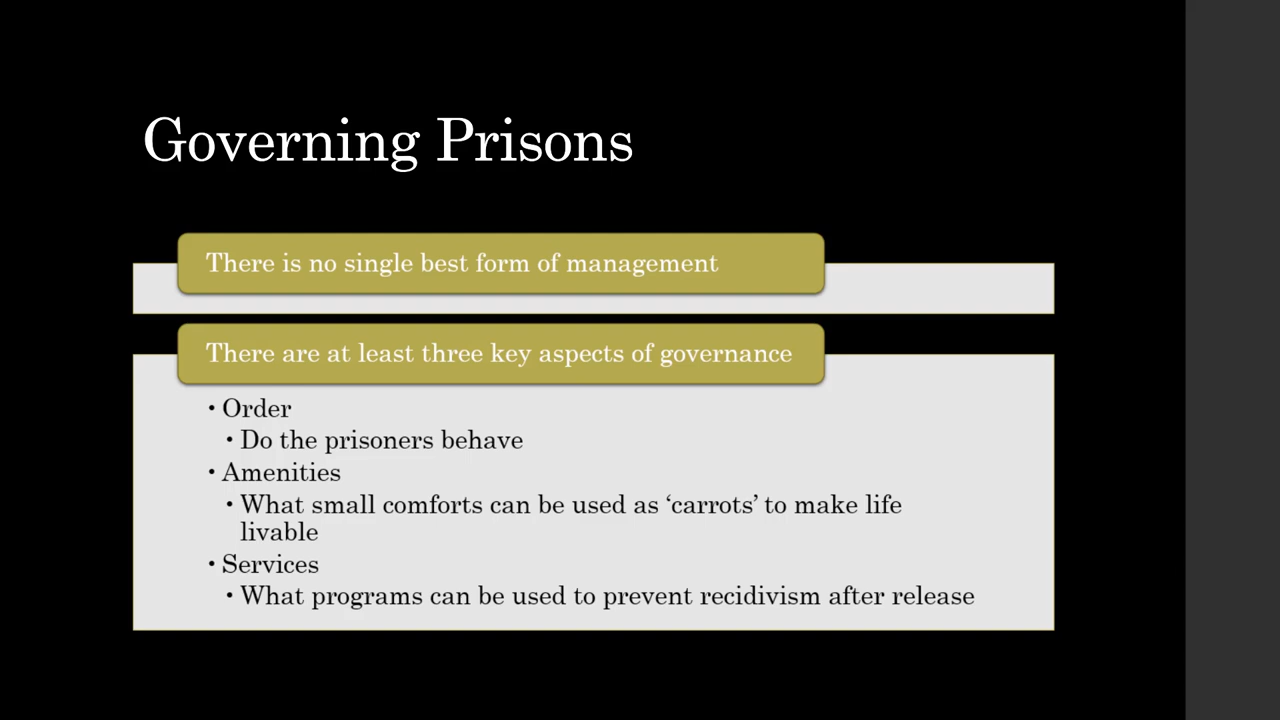 Governing Prisons
There is no single best form of management
There are at least three key aspects of governance
• Order
• Do the prisoners behave
• Amenities
• What small comforts can be used as ‘carrots’ to make life
livable
• Services
• What programs can be used to prevent recidivism after release